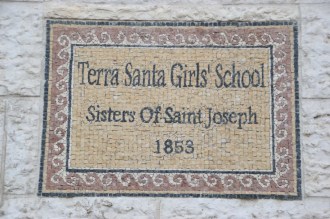 Terra Santa Girls' School
Sisters Of Saint Joseph
1853